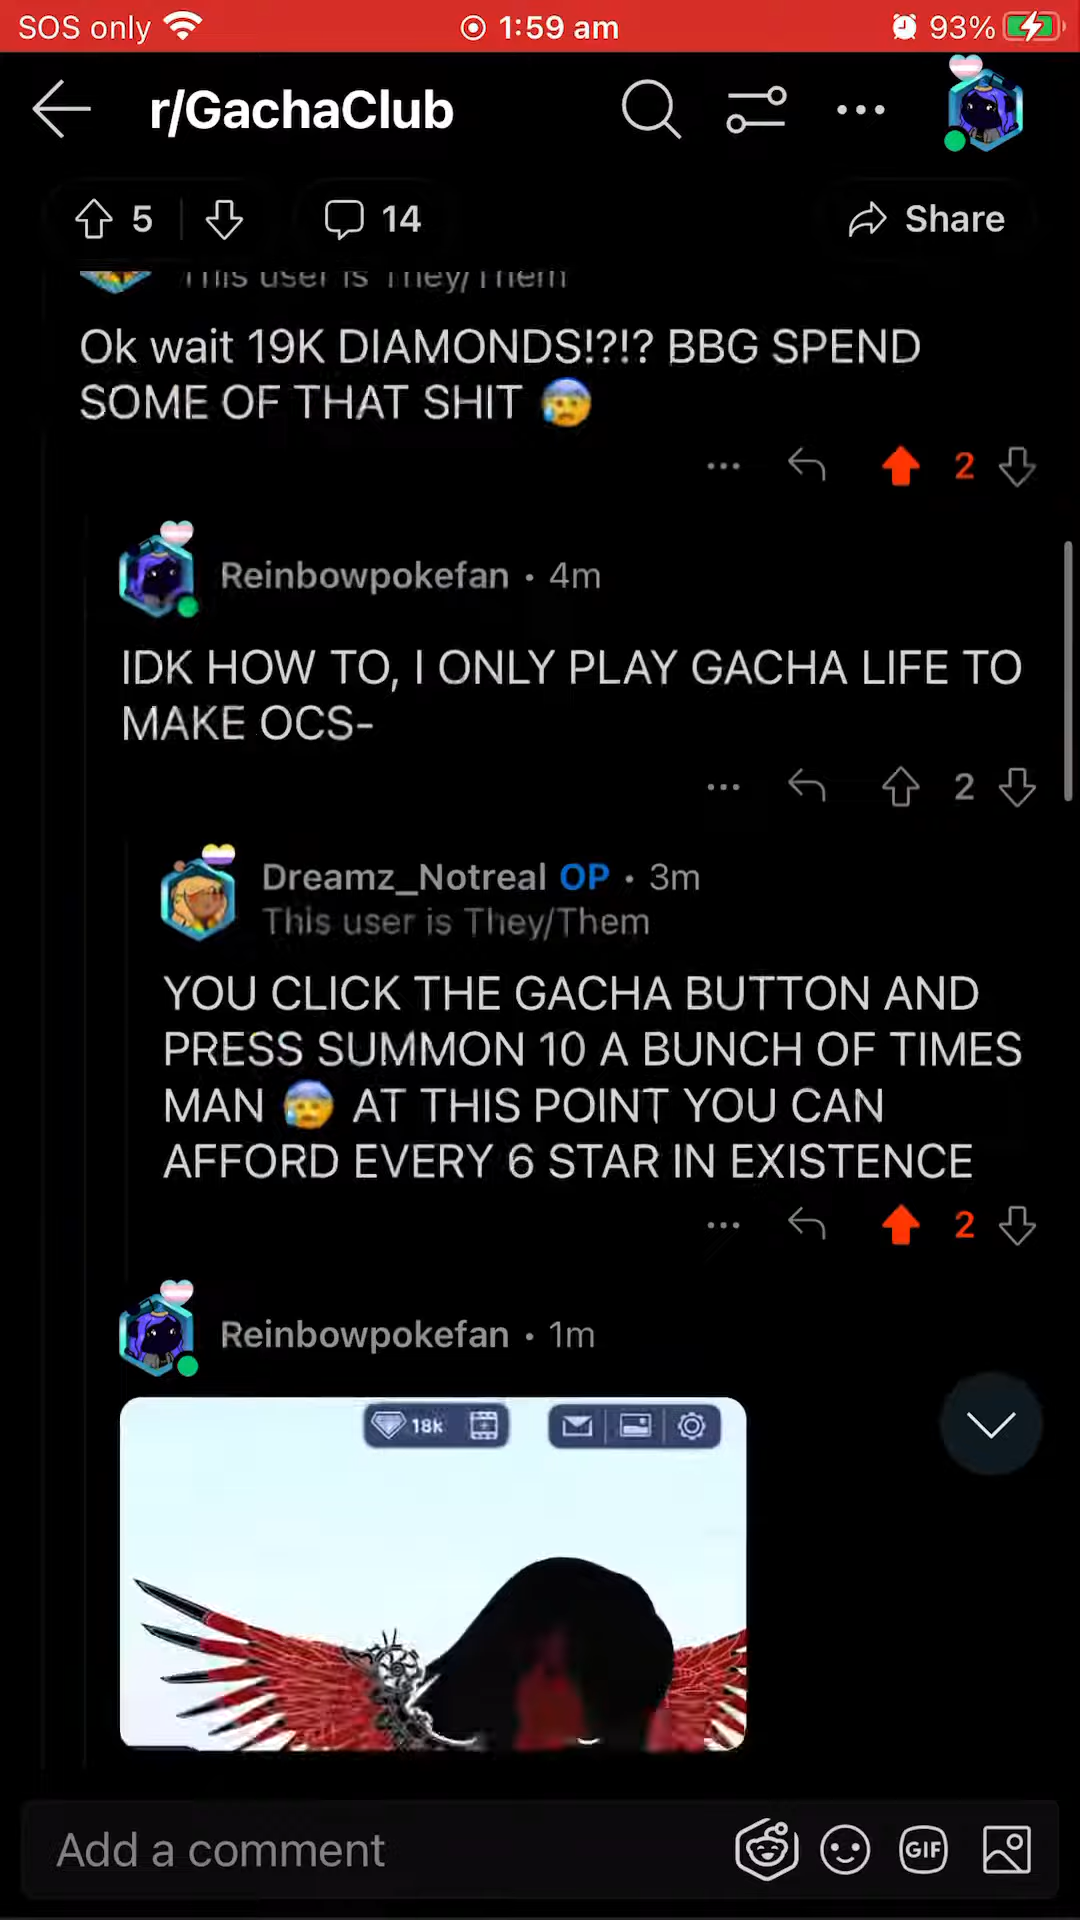 SOS only 1:59 am 93%
r/GachaClub
5 14 Share
This user is They/Them
Ok wait 19K DIAMONDS!?!? BBG SPEND
SOME OF THAT SHIT 😰
2
Reinbowpokefan • 4m
IDK HOW TO, I ONLY PLAY GACHA LIFE TO
MAKE OCS-
2
Dreamz_Notreal OP • 3m
This user is They/Them
YOU CLICK THE GACHA BUTTON AND
PRESS SUMMON 10 A BUNCH OF TIMES
MAN 😰 AT THIS POINT YOU CAN
AFFORD EVERY 6 STAR IN EXISTENCE
2
Reinbowpokefan • 1m
18k
Add a comment GIF